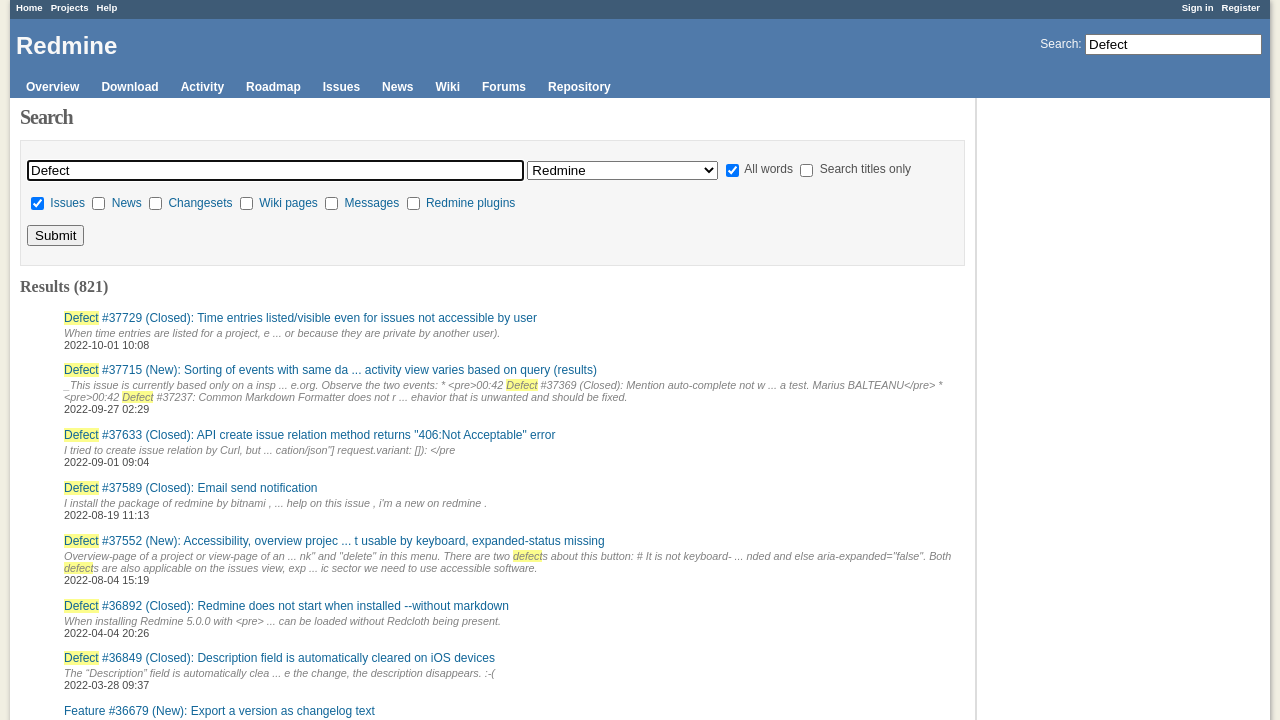 Home Projects Help Sign in Register
Redmine
Search: Defect
Overview Download Activity Roadmap Issues News Wiki Forums Repository
Search
Defect Redmine All words Search titles only
Issues News Changesets Wiki pages Messages Redmine plugins
Submit
Results (821)
Defect #37729 (Closed): Time entries listed/visible even for issues not accessible by user
When time entries are listed for a project, e ... or because they are private by another user).
2022-10-01 10:08
Defect #37715 (New): Sorting of events with same da ... activity view varies based on query (results)
_This issue is currently based only on a insp ... e.org. Observe the two events: * <pre>00:42 Defect #37369 (Closed): Mention auto-complete not w ... a test. Marius BALTEANU</pre> *
<pre>00:42 Defect #37237: Common Markdown Formatter does not r ... ehavior that is unwanted and should be fixed.
2022-09-27 02:29
Defect #37633 (Closed): API create issue relation method returns "406:Not Acceptable" error
I tried to create issue relation by Curl, but ... cation/json"] request.variant: []): </pre
2022-09-01 09:04
Defect #37589 (Closed): Email send notification
I install the package of redmine by bitnami , ... help on this issue , i'm a new on redmine .
2022-08-19 11:13
Defect #37552 (New): Accessibility, overview projec ... t usable by keyboard, expanded-status missing
Overview-page of a project or view-page of an ... nk" and "delete" in this menu. There are two defects about this button: # It is not keyboard- ... nded and else aria-expanded="false". Both
defects are also applicable on the issues view, exp ... ic sector we need to use accessible software.
2022-08-04 15:19
Defect #36892 (Closed): Redmine does not start when installed --without markdown
When installing Redmine 5.0.0 with <pre> ... can be loaded without Redcloth being present.
2022-04-04 20:26
Defect #36849 (Closed): Description field is automatically cleared on iOS devices
The “Description” field is automatically clea ... e the change, the description disappears. :-(
2022-03-28 09:37
Feature #36679 (New): Export a version as changelog text